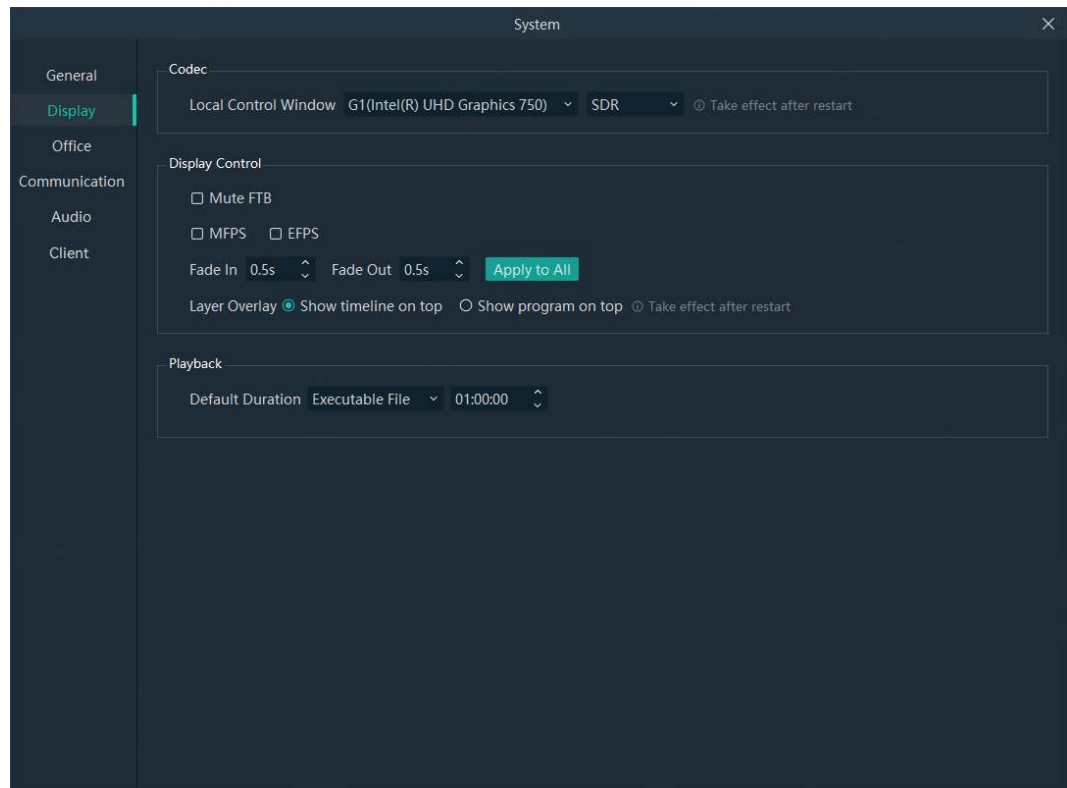 System
General
Display
Office
Communication
Audio
Client
Codec
Local Control Window G1(Intel(R) UHD Graphics 750) SDR Take effect after restart
Display Control
Mute FTB
MFPS EFPS
Fade In 0.5s Fade Out 0.5s Apply to All
Layer Overlay Show timeline on top Show program on top Take effect after restart
Playback
Default Duration Executable File 01:00:00